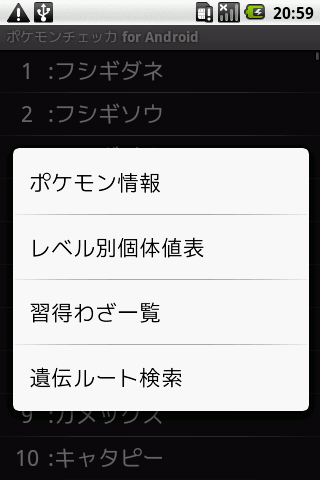 20:59
ポケモンチェッカ for Android
1 :フシギダネ
2 :フシギソウ
ポケモン情報
レベル別個体値表
習得わざ一覧
遺伝ルート検索
9 :カメックス
10 :キャタピー